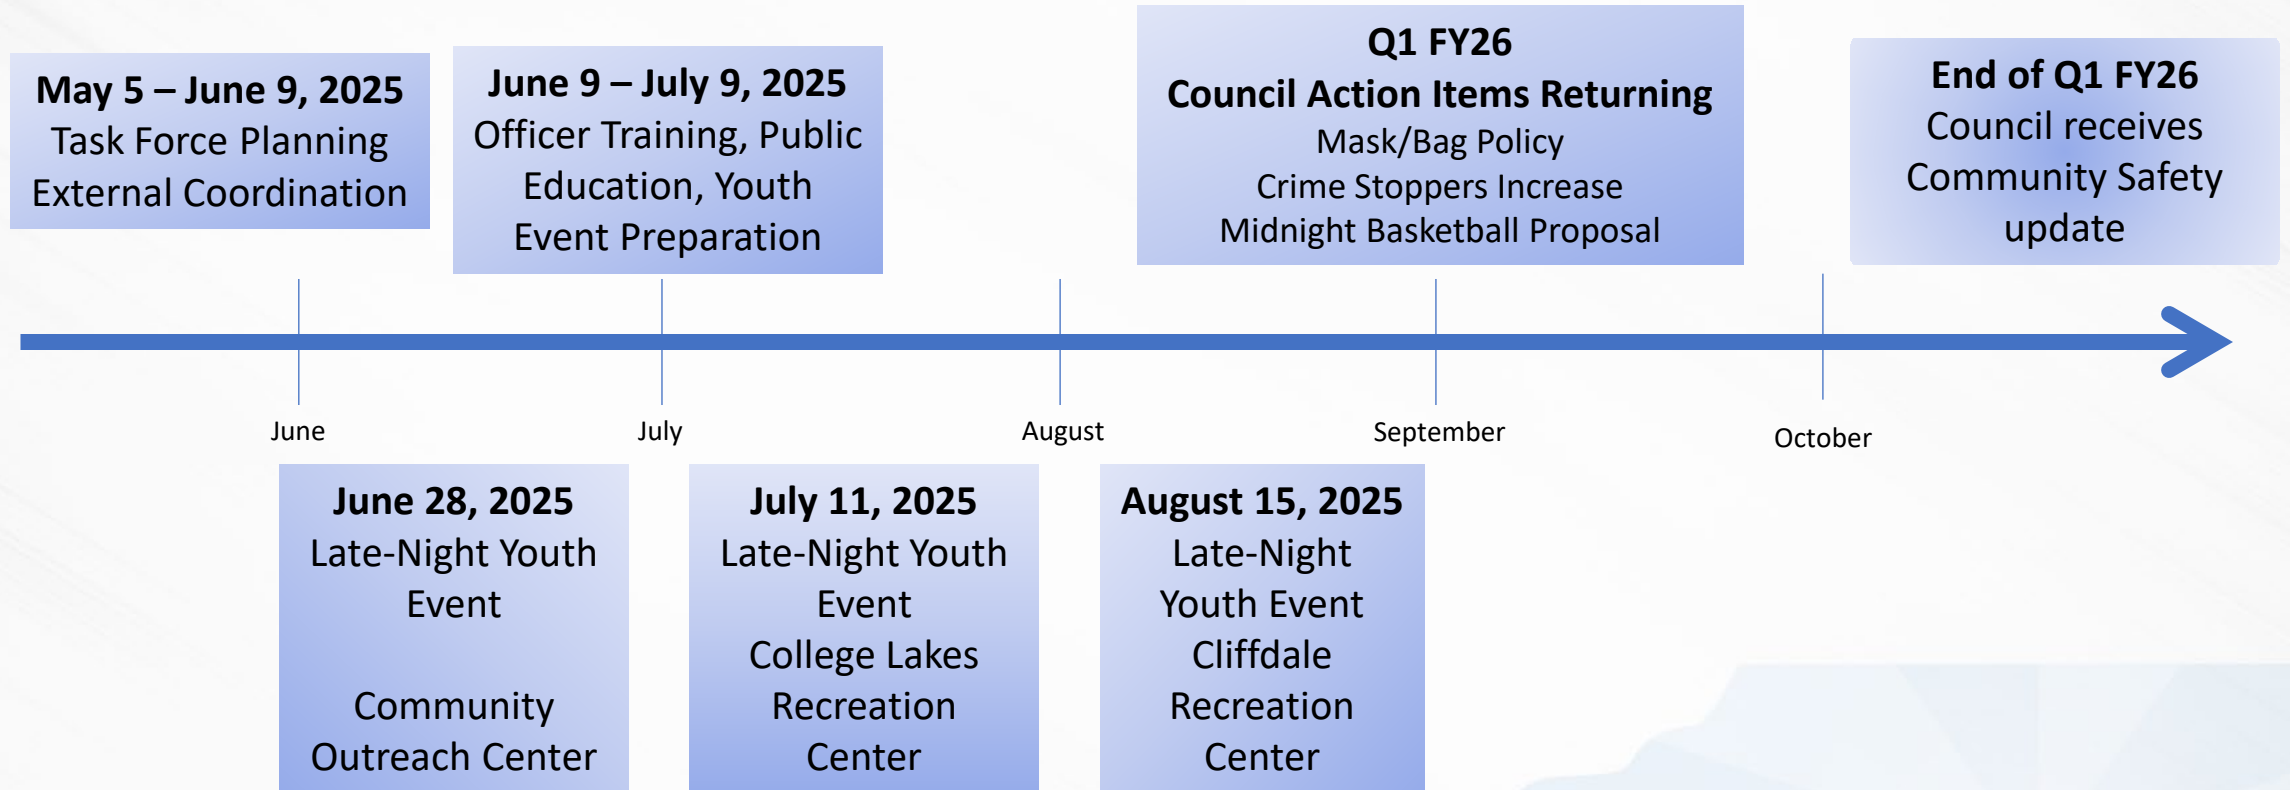 May 5 – June 9, 2025
Task Force Planning
External Coordination
June 9 – July 9, 2025
Officer Training, Public
Education, Youth
Event Preparation
Q1 FY26
Council Action Items Returning
Mask/Bag Policy
Crime Stoppers Increase
Midnight Basketball Proposal
End of Q1 FY26
Council receives
Community Safety
update
June
July
August
September
October
June 28, 2025
Late-Night Youth
Event
Community
Outreach Center
July 11, 2025
Late-Night Youth
Event
College Lakes
Recreation
Center
August 15, 2025
Late-Night
Youth Event
Cliffdale
Recreation
Center